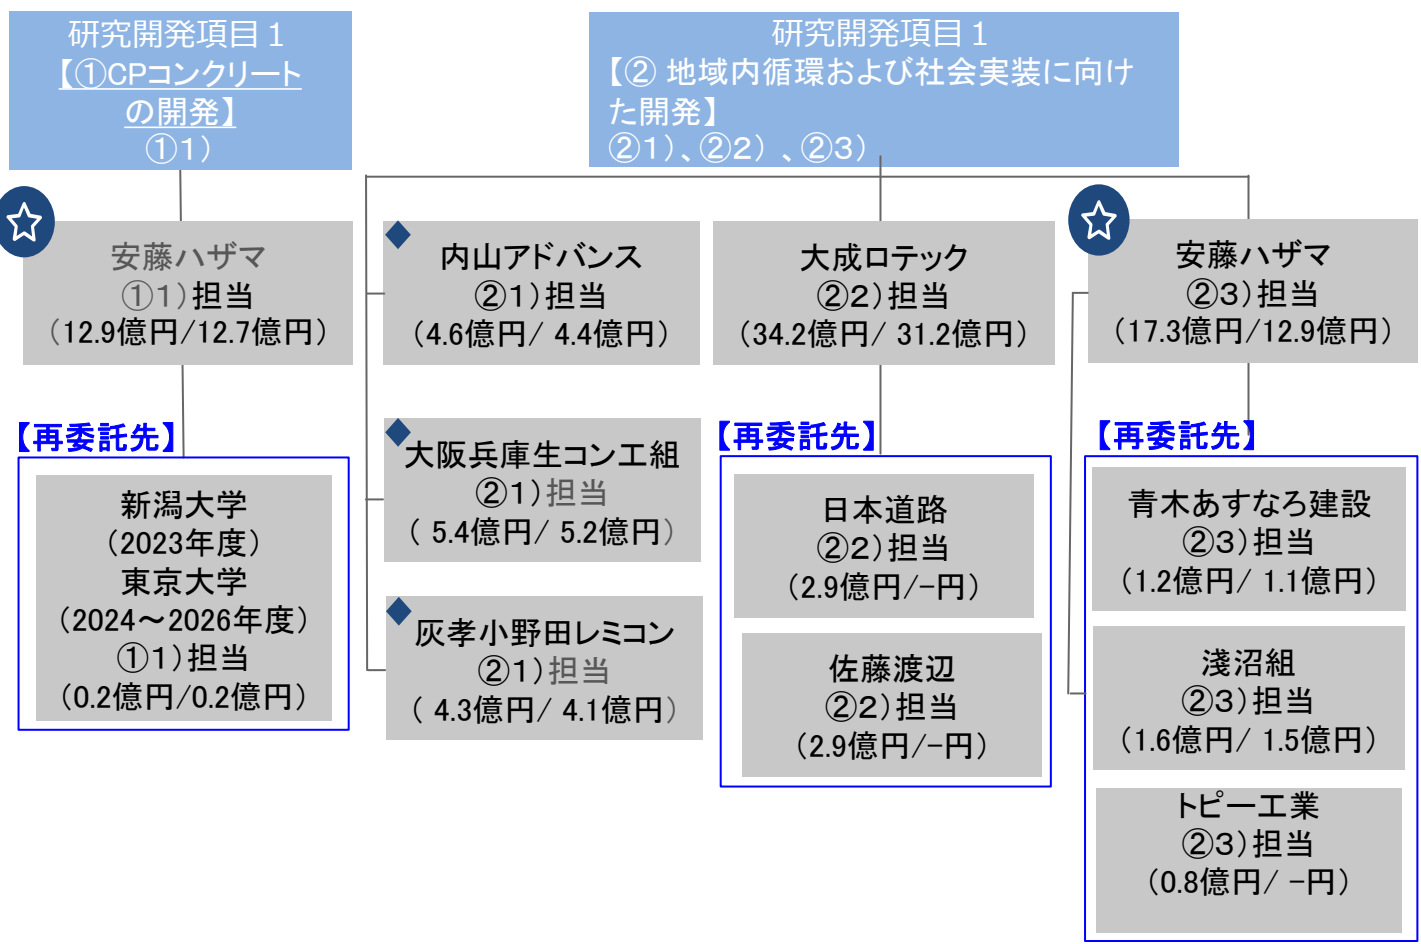 研究開発項目1
【①CPコンクリート
の開発】
①1)
研究開発項目1
【② 地域内循環および社会実装に向け
た開発】
②1)、②2) 、②3)
安藤ハザマ
①1)担当
(12.9億円/12.7億円)
【再委託先】
新潟大学
(2023年度)
東京大学
(2024～2026年度)
①1)担当
(0.2億円/0.2億円)
内山アドバンス
②1)担当
(4.6億円/ 4.4億円)
大阪兵庫生コン工組
②1)担当
( 5.4億円/ 5.2億円)
灰孝小野田レミコン
②1)担当
( 4.3億円/ 4.1億円)
大成ロテック
②2)担当
(34.2億円/ 31.2億円)
【再委託先】
日本道路
②2)担当
(2.9億円/-円)
佐藤渡辺
②2)担当
(2.9億円/-円)
安藤ハザマ
②3)担当
(17.3億円/12.9億円)
【再委託先】
青木あすなろ建設
②3)担当
(1.2億円/ 1.1億円)
淺沼組
②3)担当
(1.6億円/ 1.5億円)
トピー工業
②3)担当
(0.8億円/ -円)